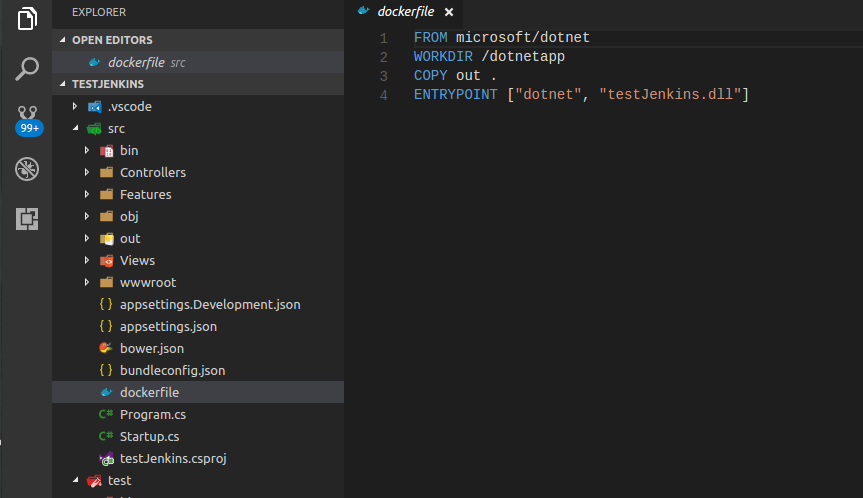 EXPLORER
OPEN EDITORS
dockerfile src
TESTJENKINS
.vscode
99+
src
bin
Controllers
Features
obj
out
Views
wwwroot
{ } appsettings.Development.json
{ } appsettings.json
bower.json
{ } bundleconfig.json
dockerfile
C# Program.cs
C# Startup.cs
testJenkins.csproj
test
dockerfile ×
1 FROM microsoft/dotnet
2 WORKDIR /dotnetapp
3 COPY out .
4 ENTRYPOINT ["dotnet", "testJenkins.dll"]